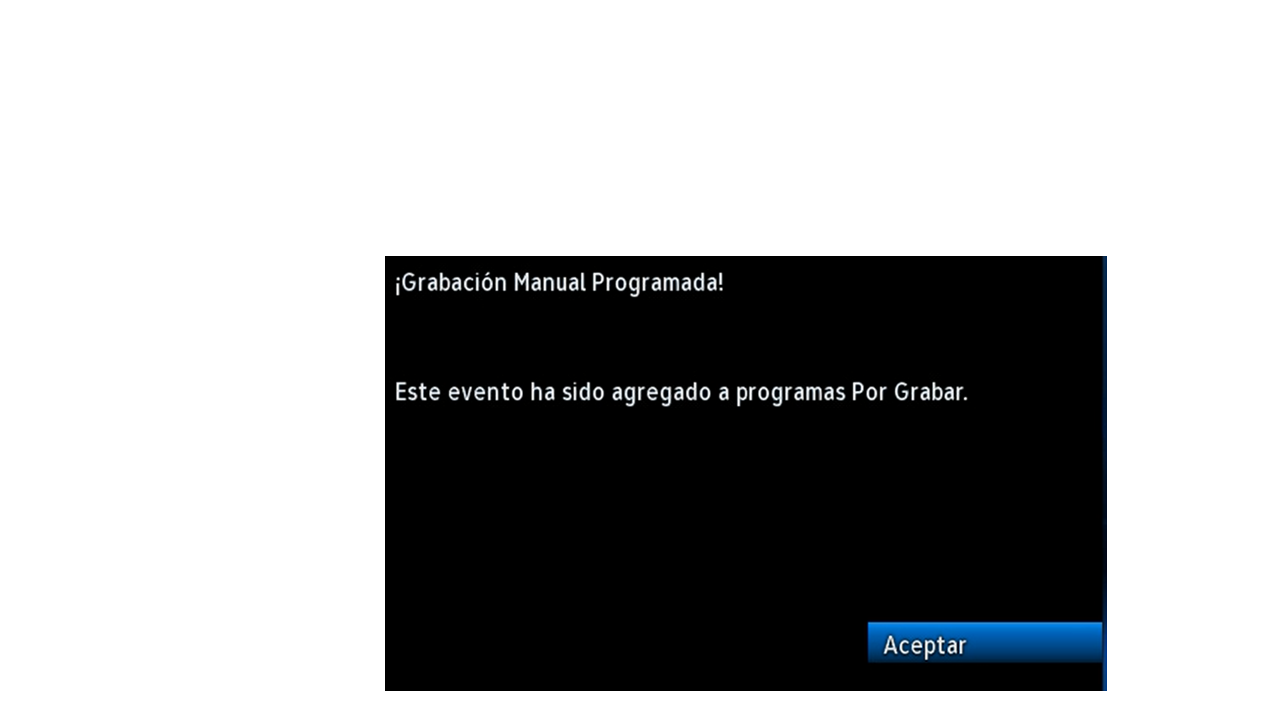 ¡Grabación Manual Programada!
Este evento ha sido agregado a programas Por Grabar.
Aceptar